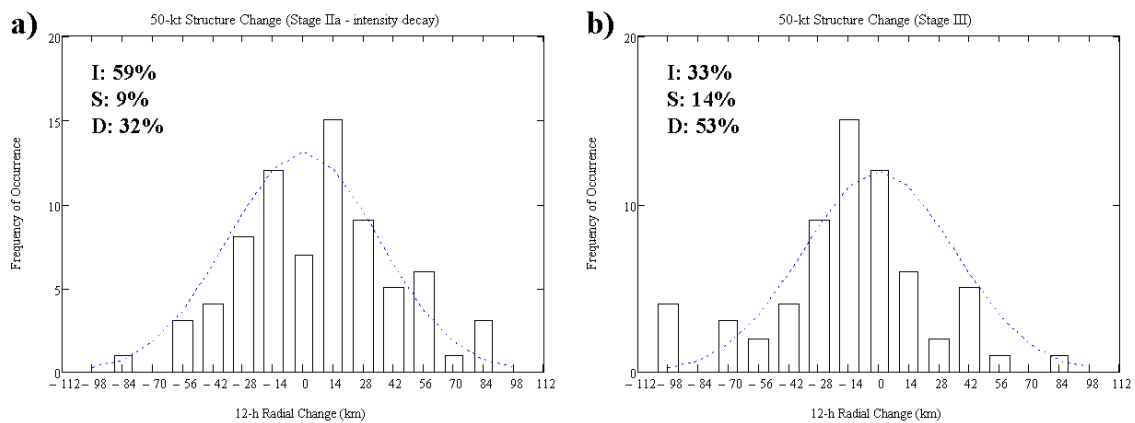 a)
50-kt Structure Change (Stage IIa - intensity decay)
20
15
10
5
0
I: 59%
S: 9%
D: 32%
Frequency of Occurrence
– 112 – 98 – 84 – 70 – 56 – 42 – 28 – 14 0 14 28 42 56 70 84 98 112
12-h Radial Change (km)
b)
50-kt Structure Change (Stage III)
20
10
0
I: 33%
S: 14%
D: 53%
Frequency of Occurrence
– 112 – 98 – 84 – 70 – 56 – 42 – 28 – 14 0 14 28 42 56 70 84 98 112
12-h Radial Change (km)